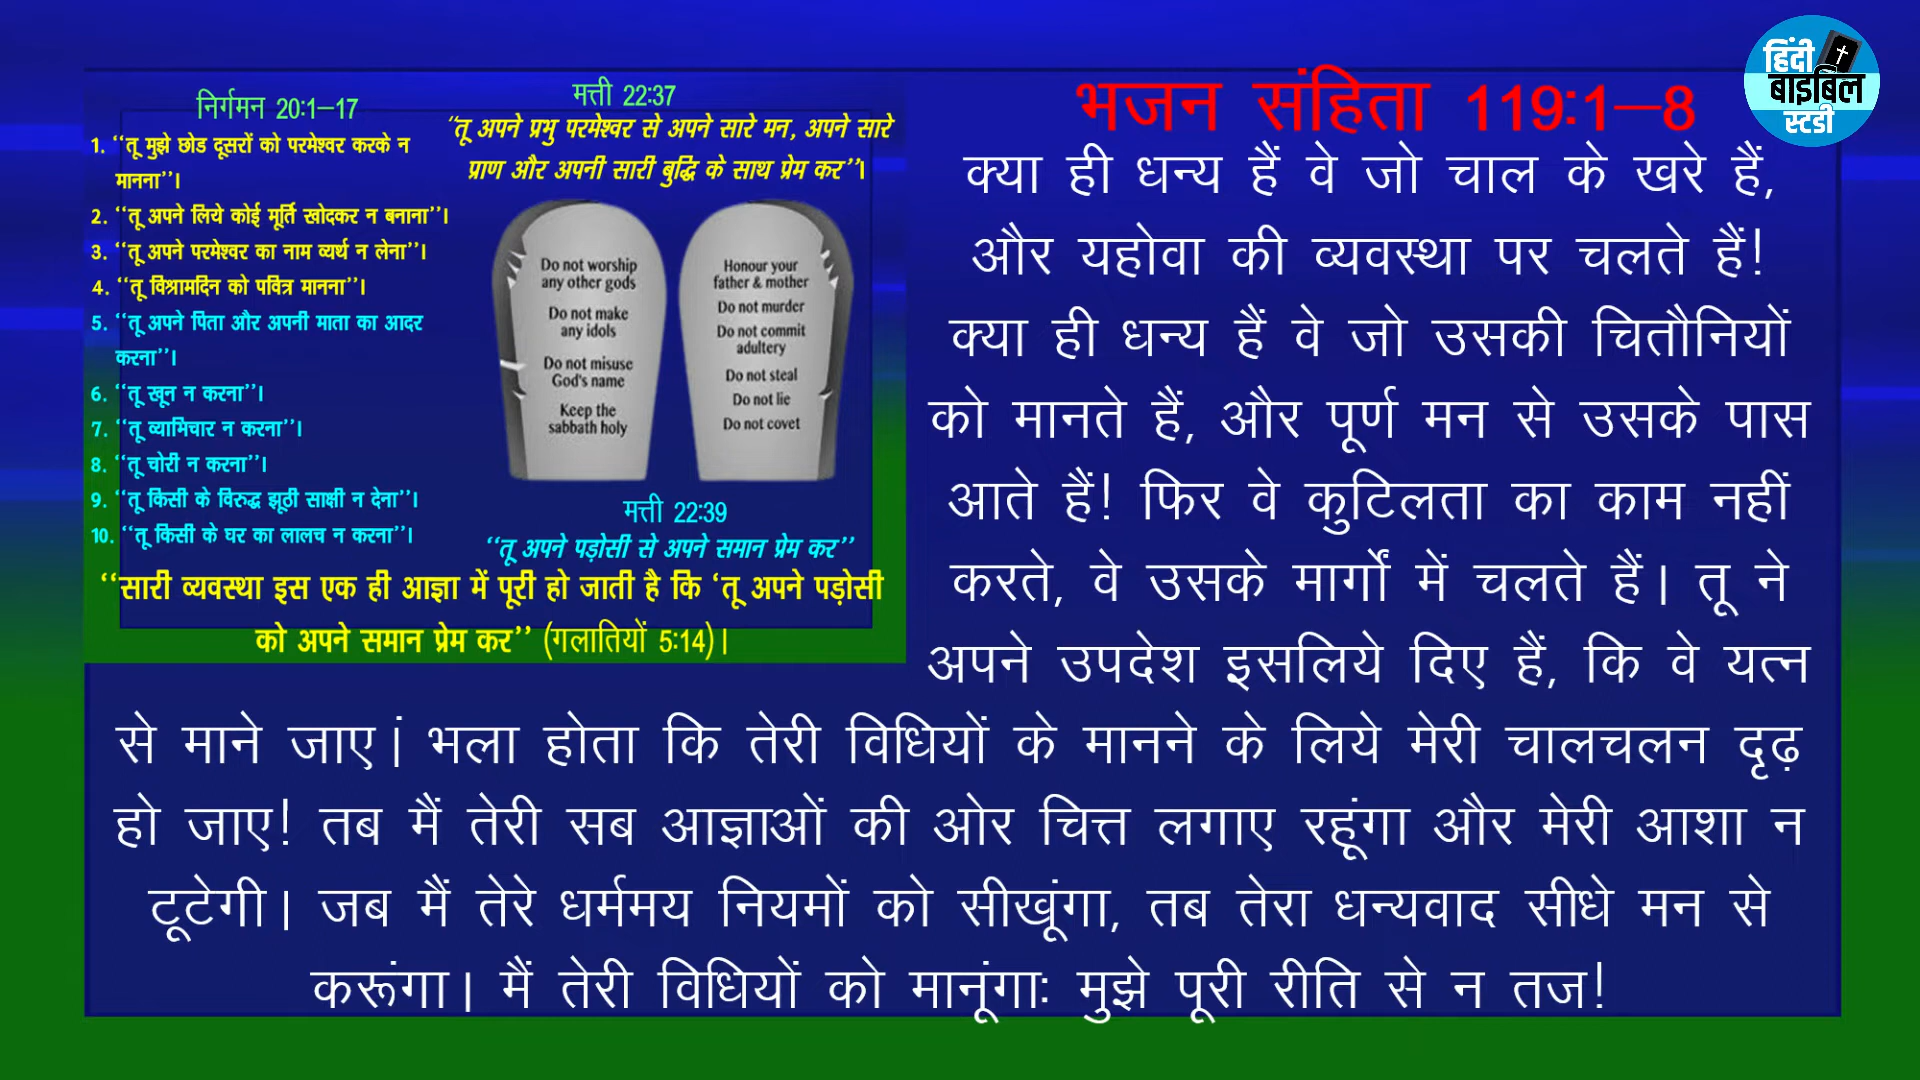 हिंदी
बाइबिल
स्टडी
निर्गमन 20:1—17
1. ‘‘तू मुझे छोड दूसरों को परमेश्वर करके न
मानना’’।
2. ‘‘तू अपने लिये कोई मूर्ति खोदकर न बनाना’’।
3. ‘‘तू अपने परमेश्वर का नाम व्यर्थ न लेना’’।
4. ‘‘तू विश्रामदिन को पवित्र मानना’’।
5. ‘‘तू अपने पिता और अपनी माता का आदर
करना’’।
6. ‘‘तू खून न करना’’।
7. ‘‘तू व्याभिचार न करना’’।
8. ‘‘तू चोरी न करना’’।
9. ‘‘तू किसी के विरुद्ध झूठी साक्षी न देना’’।
10. ‘‘तू किसी के घर का लालच न करना’’।
मत्ती 22:37
‘‘तू अपने प्रभु परमेश्वर से अपने सारे मन, अपने सारे
प्राण और अपनी सारी बुद्धि के साथ प्रेम कर’’।
Do not worship
any other gods
Do not make
any idols
Do not misuse
God's name
Keep the
sabbath holy
Honour your
father & mother
Do not murder
Do not commit
adultery
Do not steal
Do not lie
Do not covet
मत्ती 22:39
‘‘तू अपने पड़ोसी से अपने समान प्रेम कर’’
‘‘सारी व्यवस्था इस एक ही आज्ञा में पूरी हो जाती है कि ‘तू अपने पड़ोसी
को अपने समान प्रेम कर’’ (गलातियों 5:14)।
भजन संहिता 119:1—8
क्या ही धन्य हैं वे जो चाल के खरे हैं,
और यहोवा की व्यवस्था पर चलते हैं!
क्या ही धन्य हैं वे जो उसकी चितौनियों
को मानते हैं, और पूर्ण मन से उसके पास
आते हैं! फिर वे कुटिलता का काम नहीं
करते, वे उसके मार्गों में चलते हैं। तू ने
अपने उपदेश इसलिये दिए हैं, कि वे यत्न
से माने जाए। भला होता कि तेरी विधियों के मानने के लिये मेरी चालचलन दृढ़
हो जाए! तब मैं तेरी सब आज्ञाओं की ओर चित्त लगाए रहूंगा और मेरी आशा न
टूटेगी। जब मैं तेरे धर्ममय नियमों को सीखूंगा, तब तेरा धन्यवाद सीधे मन से
करूंगा। मैं तेरी विधियों को मानूंगाः मुझे पूरी रीति से न तज!